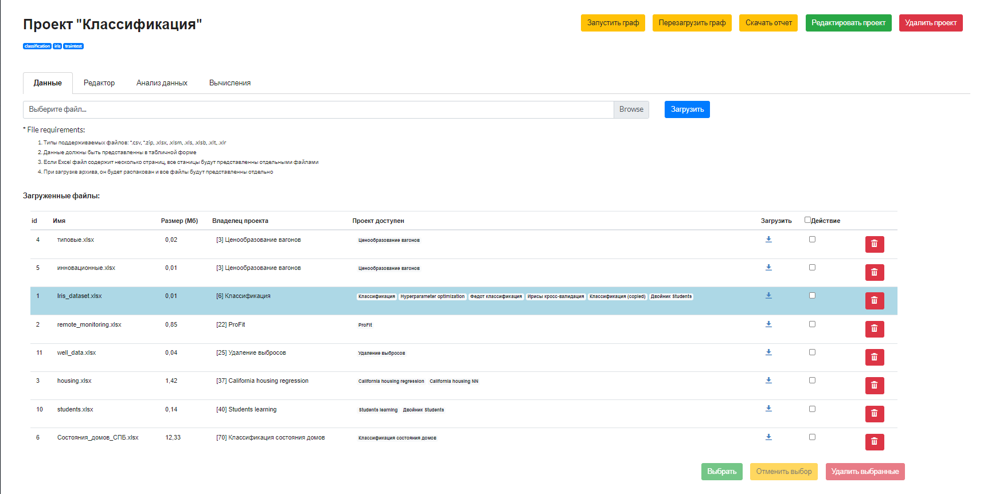 Проект "Классификация"
Запустить граф Перезагрузить граф Скачать отчет Редактировать проект Удалить проект
classification iris traintest
Данные Редактор Анализ данных Вычисления
Выберите файл... Browse Загрузить
* File requirements:
1. Типы поддерживаемых файлов: *.csv, *.zip, .xlsx, .xlsm, .xls, .xlsb, .xlt, .xlr
2. Данные должны быть представленны в табличной форме
3. Если Excel файл содержит несколько страниц, все станицы будут представленны отдельными файлами
4. При загрузке архива, он будет распакован и все файлы будут представленны отдельно
Загруженные файлы:
id Имя Размер (Мб) Владелец проекта Проект доступен Загрузить Действие
4 типовые.xlsx 0,02 [3] Ценообразование вагонов Ценообразование вагонов
5 инновационные.xlsx 0,01 [3] Ценообразование вагонов Ценообразование вагонов
1 Iris_dataset.xlsx 0,01 [6] Классификация Классификация Hyperparameter optimization Федот классификация Ирисы кросс-валидация Классификация (copied) Двойник Students
2 remote_monitoring.xlsx 0,85 [22] ProFit ProFit
11 well_data.xlsx 0,04 [25] Удаление выбросов Удаление выбросов
3 housing.xlsx 1,42 [37] California housing regression California housing regression California housing NN
10 students.xlsx 0,14 [40] Students learning Students learning Двойник Students
6 Состояния_домов_СПБ.xlsx 12,33 [70] Классификация состояния домов Классификация состояния домов
Выбрать Отменить выбор Удалить выбранные